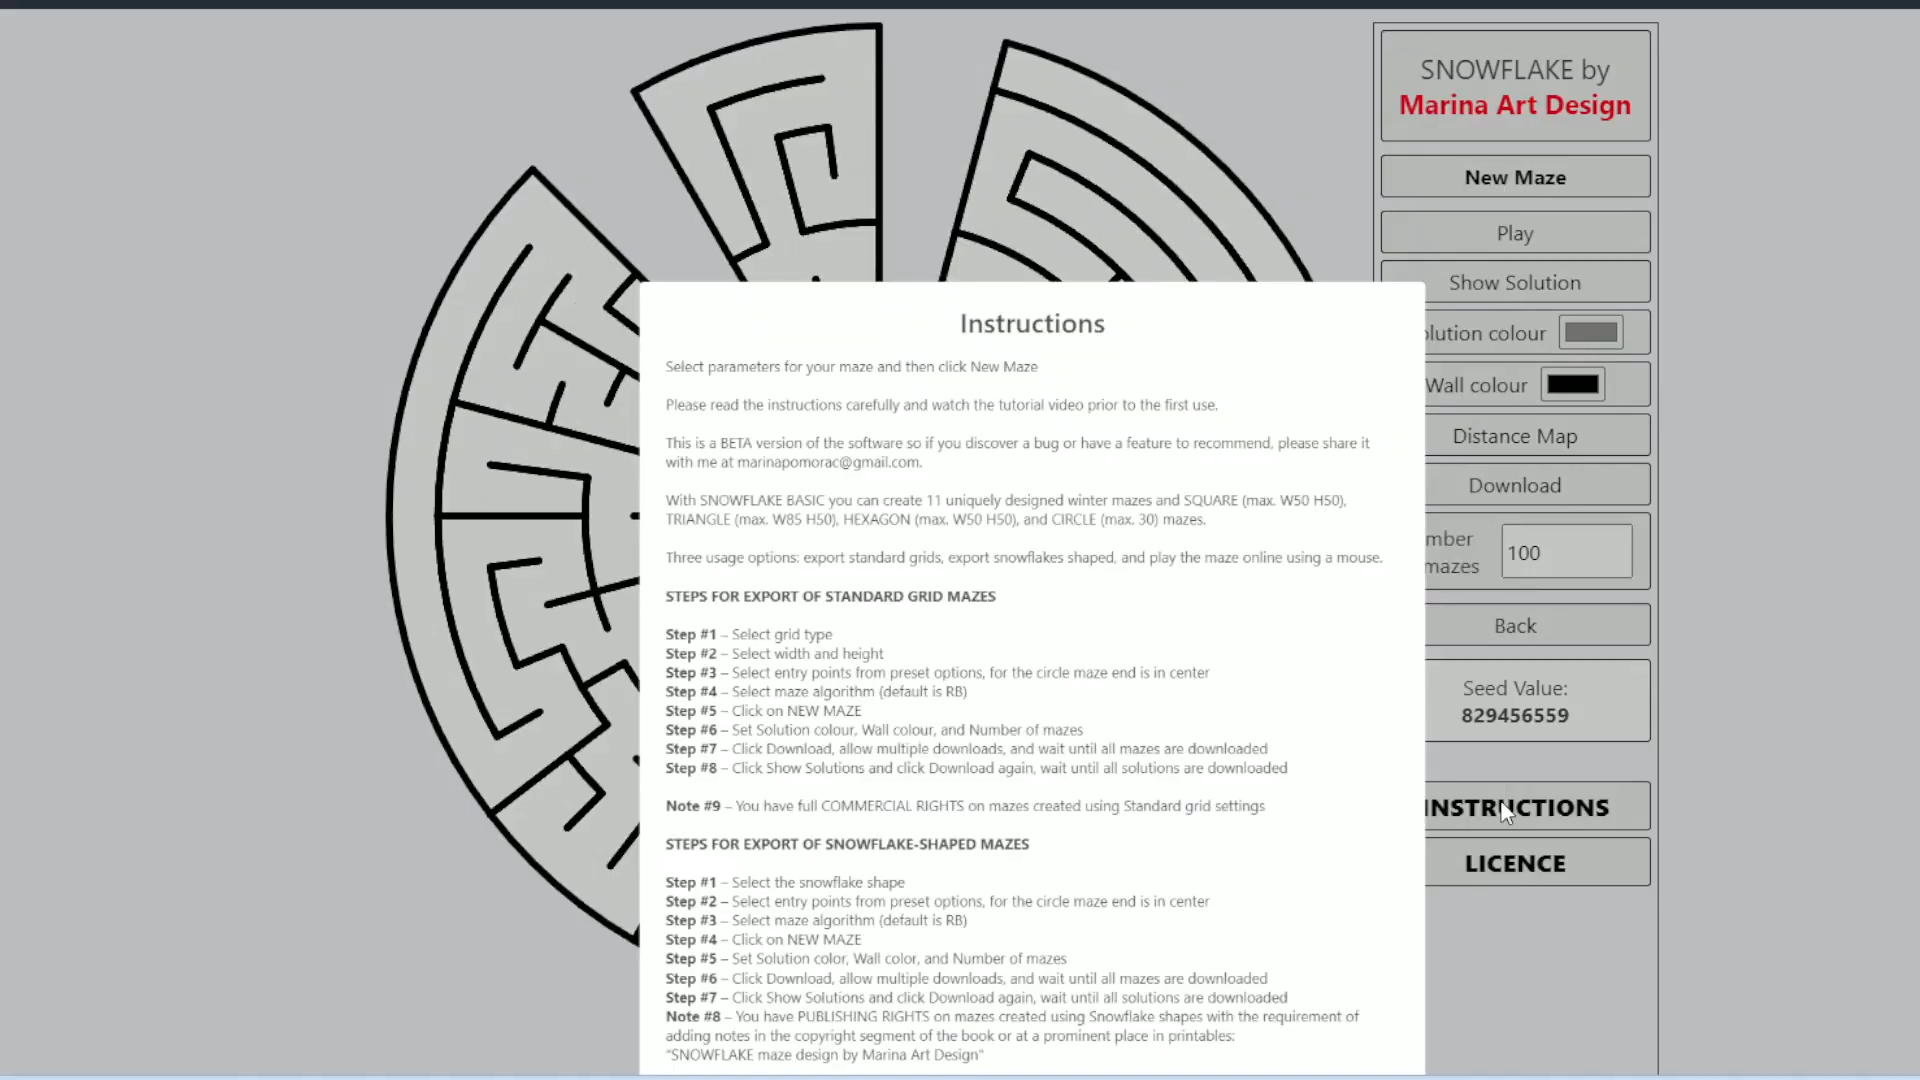 SNOWFLAKE by
Marina Art Design
New Maze
Play
Show Solution
olution colour
Wall colour
Distance Map
Download
mber
mazes
100
Back
Seed Value:
829456559
INSTRUCTIONS
LICENCE
Instructions
Select parameters for your maze and then click New Maze
Please read the instructions carefully and watch the tutorial video prior to the first use.
This is a BETA version of the software so if you discover a bug or have a feature to recommend, please share it
with me at marinapomorac@gmail.com.
With SNOWFLAKE BASIC you can create 11 uniquely designed winter mazes and SQUARE (max. W50 H50),
TRIANGLE (max. W85 H50), HEXAGON (max. W50 H50), and CIRCLE (max. 30) mazes.
Three usage options: export standard grids, export snowflakes shaped, and play the maze online using a mouse.
STEPS FOR EXPORT OF STANDARD GRID MAZES
Step #1 – Select grid type
Step #2 – Select width and height
Step #3 – Select entry points from preset options, for the circle maze end is in center
Step #4 – Select maze algorithm (default is RB)
Step #5 – Click on NEW MAZE
Step #6 – Set Solution colour, Wall colour, and Number of mazes
Step #7 – Click Download, allow multiple downloads, and wait until all mazes are downloaded
Step #8 – Click Show Solutions and click Download again, wait until all solutions are downloaded
Note #9 – You have full COMMERCIAL RIGHTS on mazes created using Standard grid settings
STEPS FOR EXPORT OF SNOWFLAKE-SHAPED MAZES
Step #1 – Select the snowflake shape
Step #2 – Select entry points from preset options, for the circle maze end is in center
Step #3 – Select maze algorithm (default is RB)
Step #4 – Click on NEW MAZE
Step #5 – Set Solution color, Wall color, and Number of mazes
Step #6 – Click Download, allow multiple downloads, and wait until all mazes are downloaded
Step #7 – Click Show Solutions and click Download again, wait until all solutions are downloaded
Note #8 – You have PUBLISHING RIGHTS on mazes created using Snowflake shapes with the requirement of
adding notes in the copyright segment of the book or at a prominent place in printables:
"SNOWFLAKE maze design by Marina Art Design"